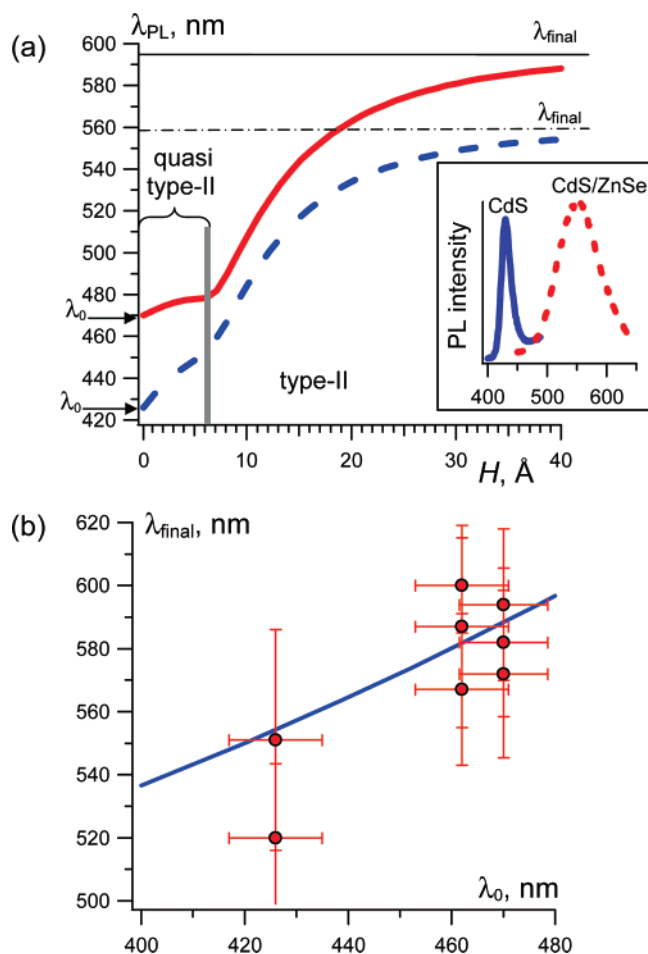 (a)
λPL, nm
600
580
560
540
520
500
480
460
440
420
λfinal
λfinal
quasi
type-II
λ0
λ0
type-II
0
10
20
30
40
H, Å
PL intensity
CdS
CdS/ZnSe
400
500
600
(b)
λfinal, nm
620
600
580
560
540
520
500
λ0, nm
400
420
440
460
480